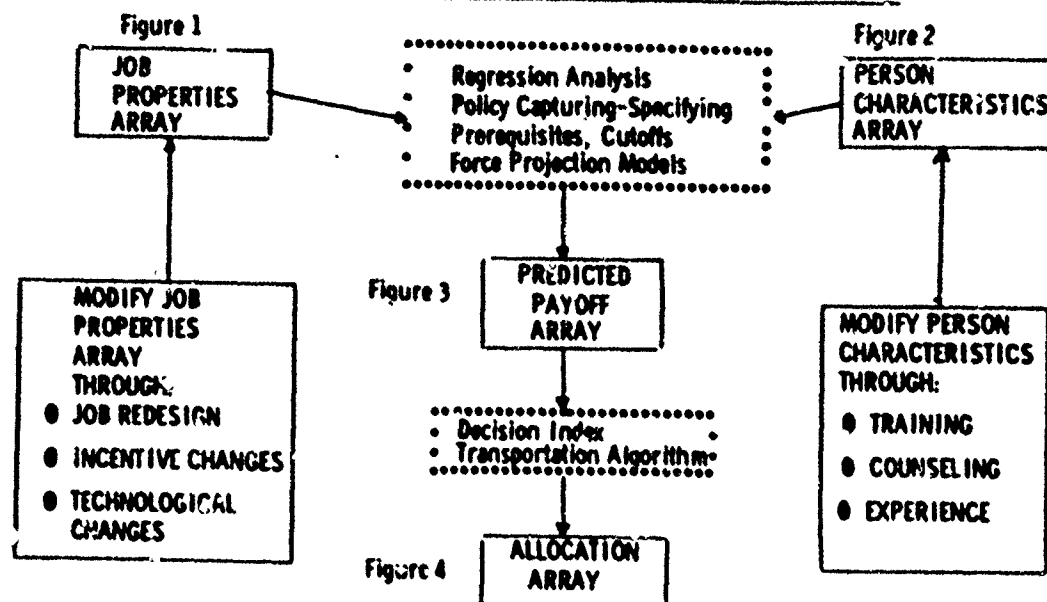 Figure 1
JOB
PROPERTIES
ARRAY
Regression Analysis
Policy Capturing-Specifying
Prerequisites, Cutoffs
Force Projection Models
Figure 2
PERSON
CHARACTERISTICS
ARRAY
MODIFY JOB
PROPERTIES
ARRAY
THROUGH:
● JOB REDESIGN
● INCENTIVE CHANGES
● TECHNOLOGICAL
CHANGES
Figure 3
PREDICTED
PAYOFF
ARRAY
Decision Index
Transportation Algorithm
Figure 4
ALLOCATION
ARRAY
MODIFY PERSON
CHARACTERISTICS
THROUGH:
● TRAINING
● COUNSELING
● EXPERIENCE